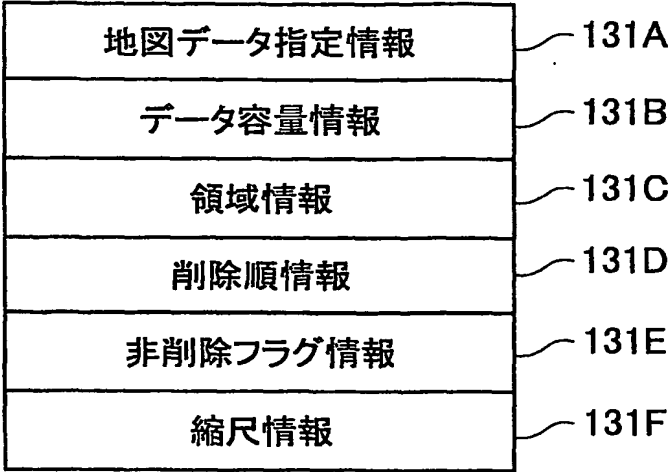 地図データ指定情報 131A
データ容量情報 131B
領域情報 131C
削除順情報 131D
非削除フラグ情報 131E
縮尺情報 131F